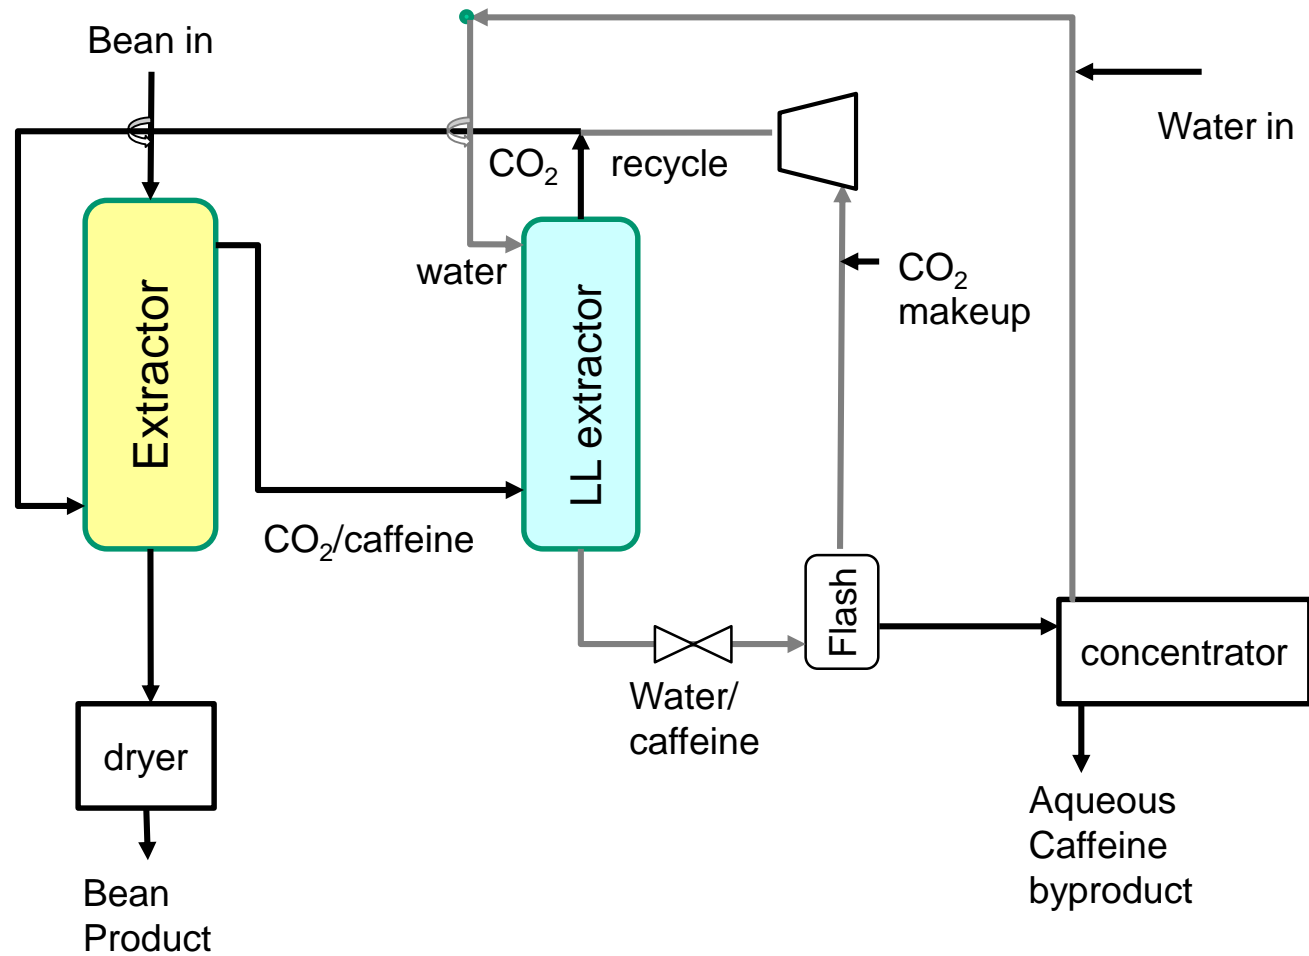 Bean in
Water in
CO₂
recycle
water
CO₂
makeup
Extractor
LL extractor
CO₂/caffeine
Flash
concentrator
Water/
caffeine
dryer
Aqueous
Caffeine
byproduct
Bean
Product